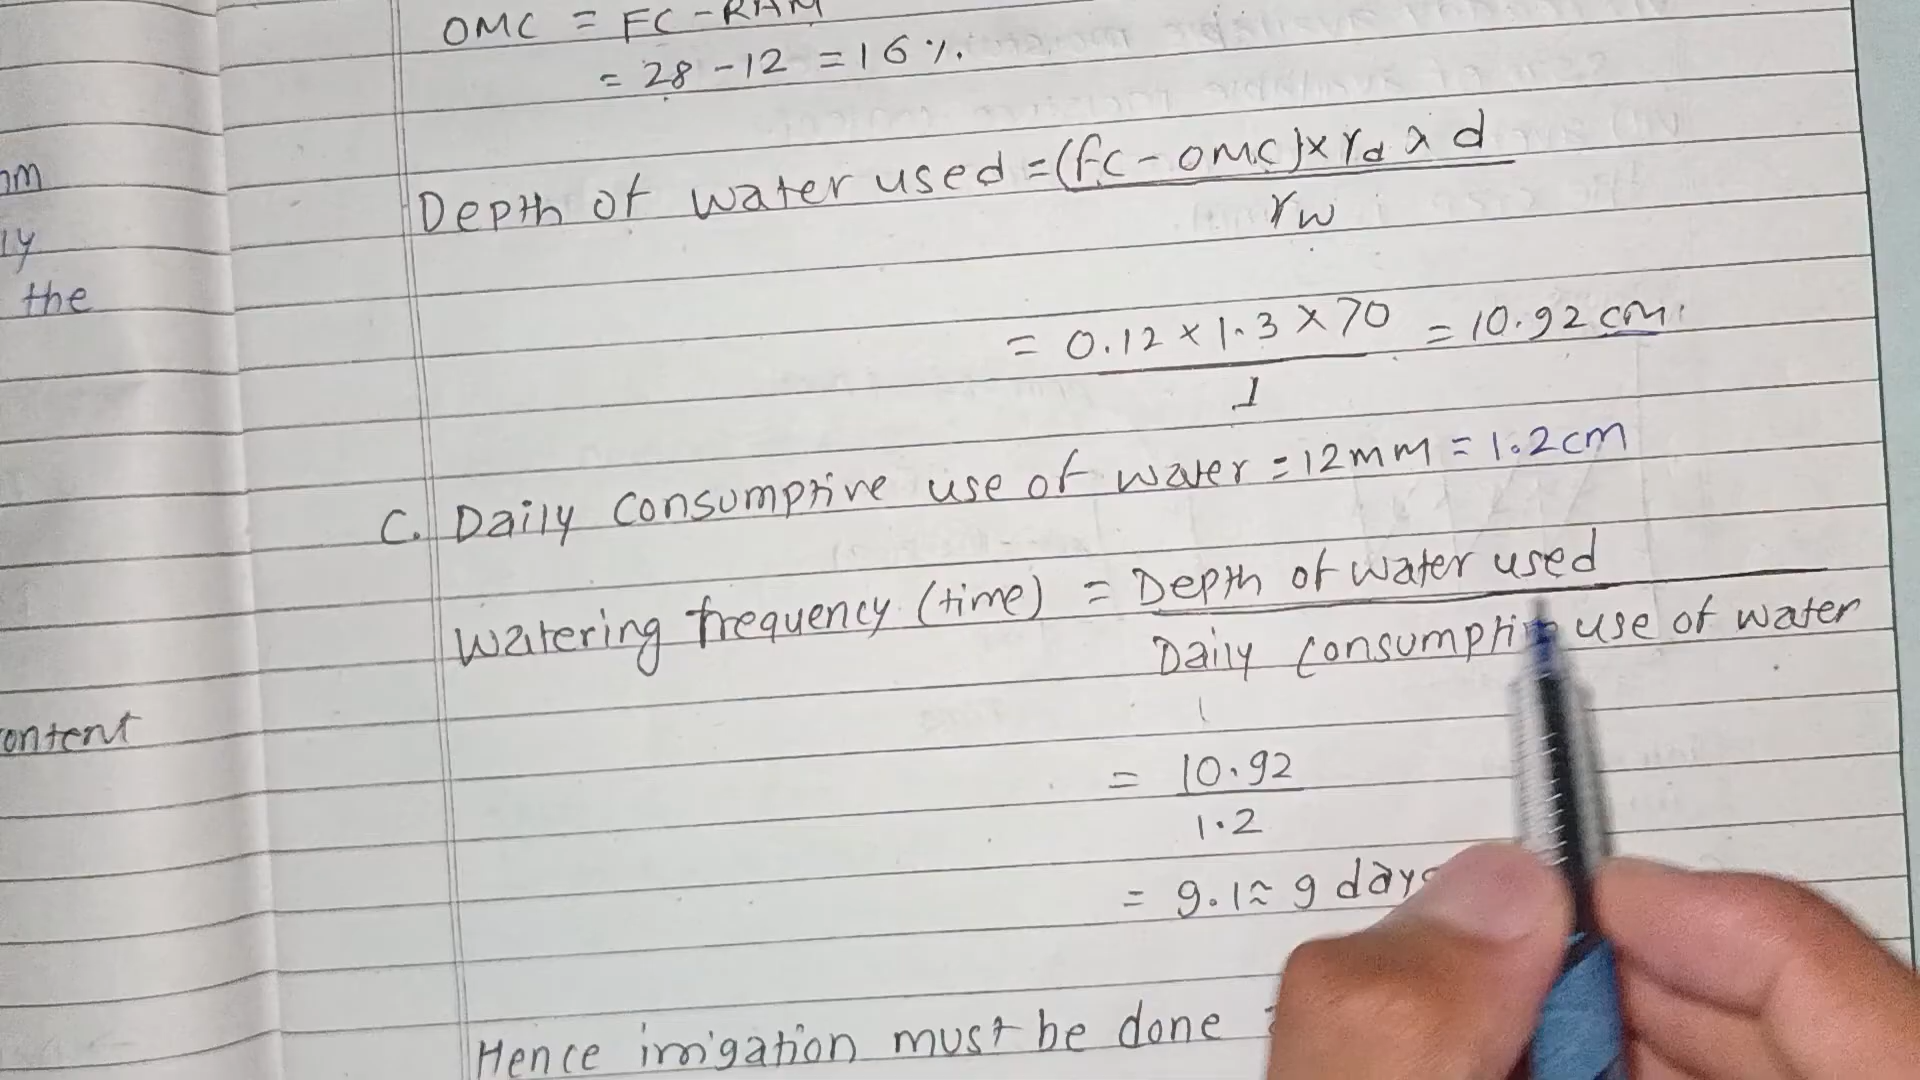 OMC = FC - RAM
= 28 - 12 = 16 %.
Depth of water used = (fc - OMC) x rd x d
rw
= 0.12 x 1.3 x 70 = 10.92 cm
1
C. Daily consumptive use of water = 12mm = 1.2cm
Watering frequency (time) = Depth of water used
Daily consumptive use of water
= 10.92
1.2
= 9.1 ≈ 9 days
Hence irrigation must be done
ly
the
ontent